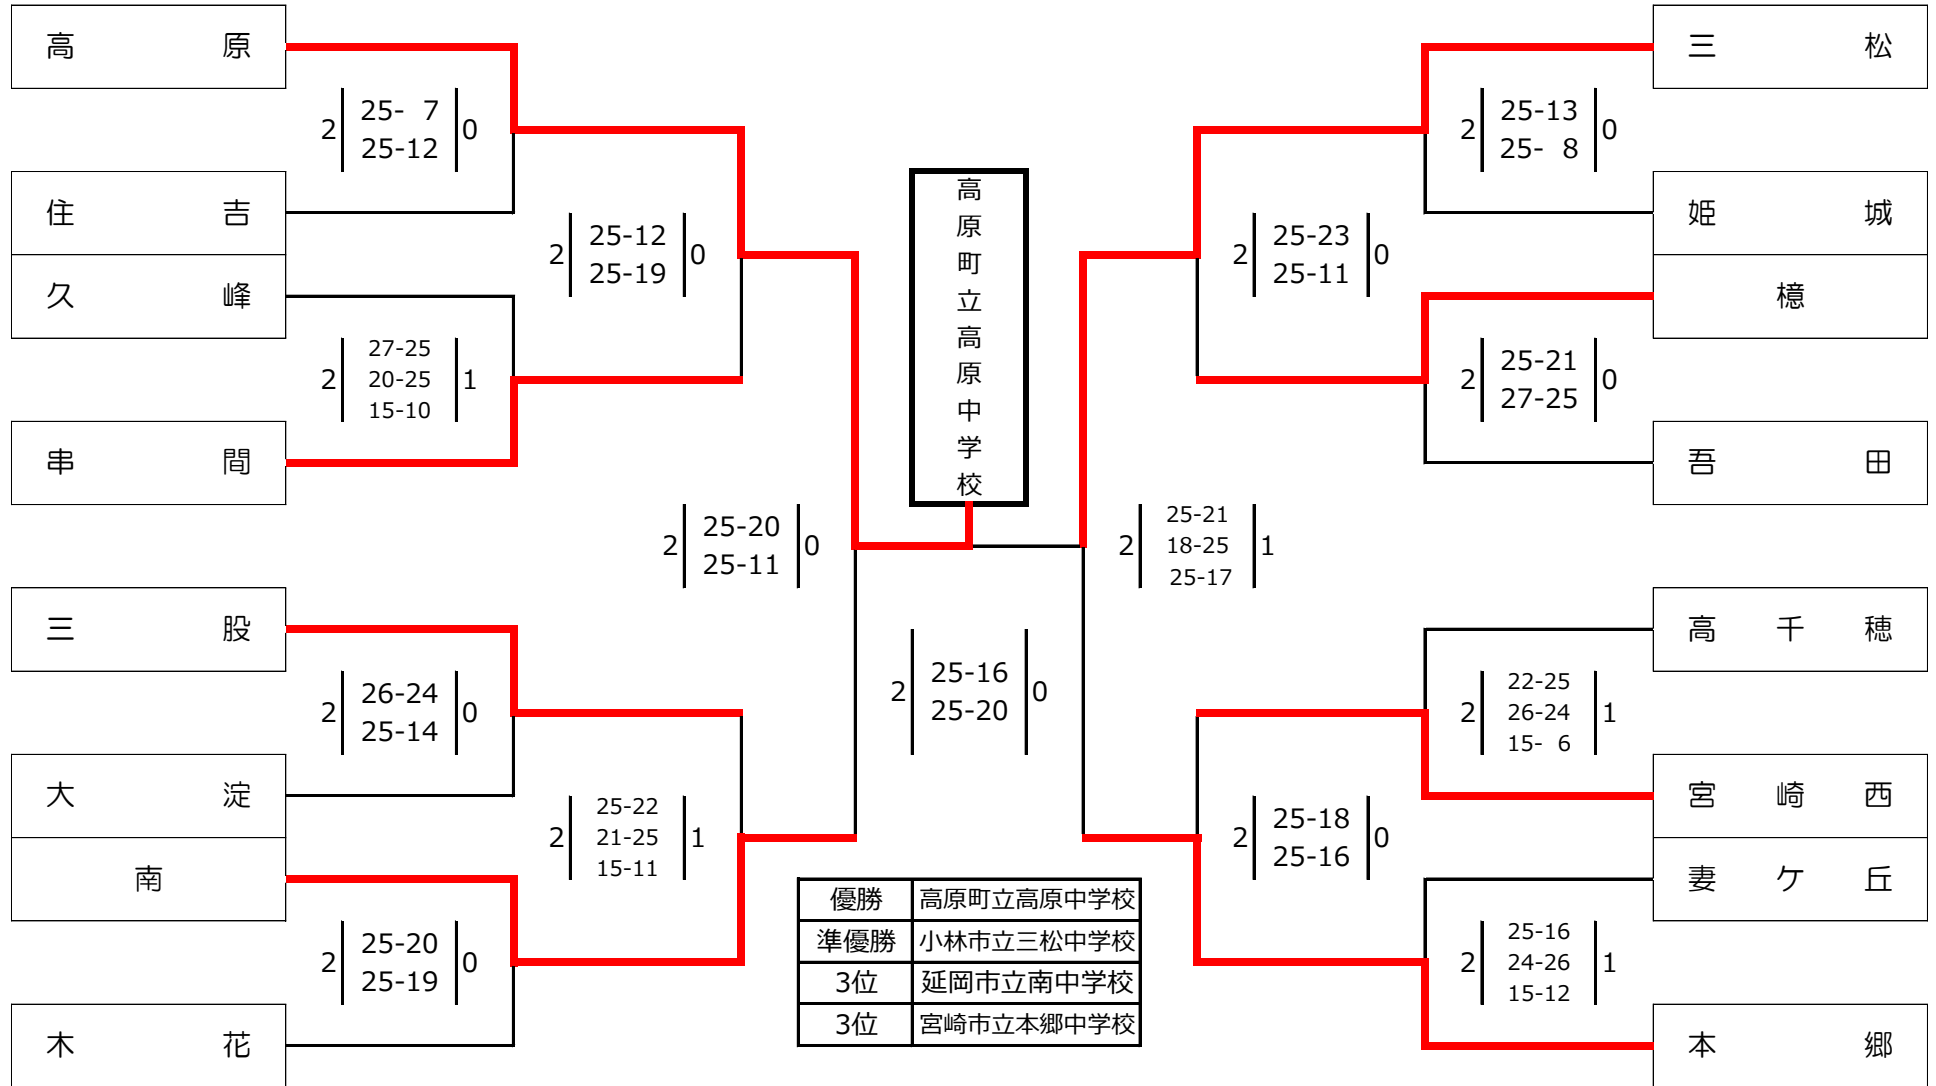 高原
2 25- 7 0
25-12
住吉
2 25-12 0
25-19
久峰
2 27-25 1
20-25
15-10
串間
2 25-20 0
25-11
三股
2 26-24 0
25-14
大淀
2 25-22 1
21-25
15-11
南
2 25-20 0
25-19
木花
高原町立高原中学校
2 25-16 0
25-20
優勝 高原町立高原中学校
準優勝 小林市立三松中学校
3位 延岡市立南中学校
3位 宮崎市立本郷中学校
三松
2 25-13 0
25- 8
姫城
2 25-23 0
25-11
檍
2 25-21 0
27-25
吾田
2 25-21 1
18-25
25-17
高千穂
2 22-25 1
26-24
15- 6
宮崎西
2 25-18 0
25-16
妻ケ丘
2 25-16 1
24-26
15-12
本郷